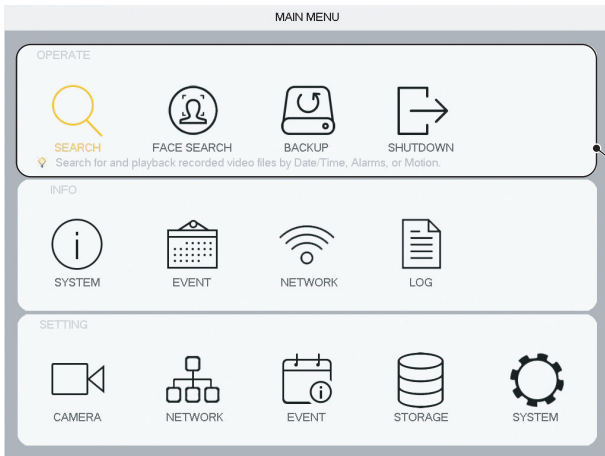 MAIN MENU
OPERATE
SEARCH FACE SEARCH BACKUP SHUTDOWN
Search for and playback recorded video files by Date/Time, Alarms, or Motion.
INFO
SYSTEM EVENT NETWORK LOG
SETTING
CAMERA NETWORK EVENT STORAGE SYSTEM